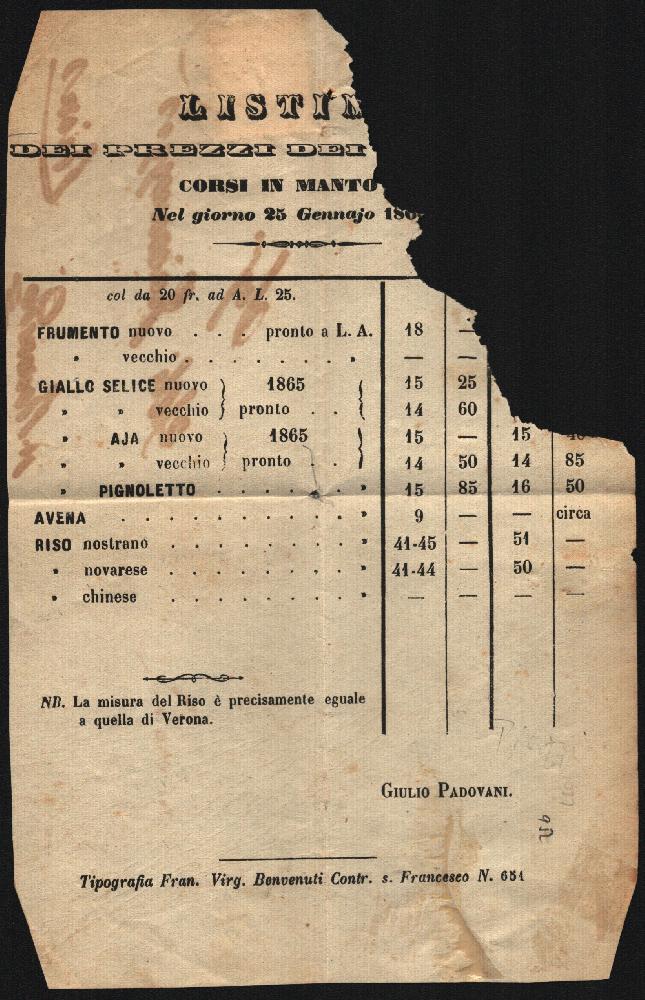 LISTIN
DEI PREZZI DEI
CORSI IN MANTO
Nel giorno 25 Gennajo 186
col da 20 fr. ad A. L. 25.
FRUMENTO nuovo . . . pronto a L. A. 18 —
» vecchio . . . . . . . » — —
GIALLO SELICE nuovo } 1865 { 15 25
» » vecchio } pronto . . { 14 60
» AJA nuovo } 1865 { 15 — 15 40
» » vecchio } pronto . . { 14 50 14 85
» PIGNOLETTO . . . . . . » 15 85 16 50
AVENA . . . . . . . . . » 9 — — circa
RISO nostrano . . . . . . . » 41-45 — 51 —
» novarese . . . . . . . » 41-44 — 50 —
» chinese . . . . . . . » — — — —
NB. La misura del Riso è precisamente eguale
a quella di Verona.
GIULIO PADOVANI.
Tipografia Fran. Virg. Benvenuti Contr. s. Francesco N. 651